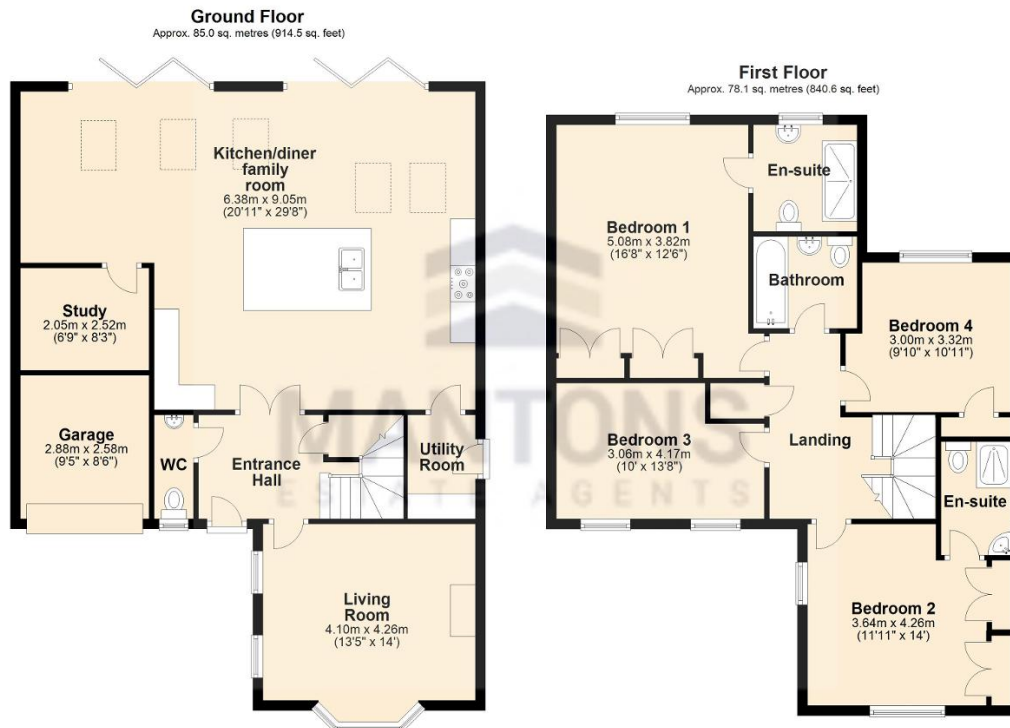 Ground Floor
Approx. 85.0 sq. metres (914.5 sq. feet)
Kitchen/diner
family
room
6.38m x 9.05m
(20'11" x 29'8")
Study
2.05m x 2.52m
(6'9" x 8'3")
Garage
2.88m x 2.58m
(9'5" x 8'6")
WC
Entrance
Hall
Utility
Room
Living
Room
4.10m x 4.26m
(13'5" x 14')
First Floor
Approx. 78.1 sq. metres (840.6 sq. feet)
Bedroom 1
5.08m x 3.82m
(16'8" x 12'6")
En-suite
Bathroom
Bedroom 4
3.00m x 3.32m
(9'10" x 10'11")
Bedroom 3
3.06m x 4.17m
(10' x 13'8")
Landing
En-suite
Bedroom 2
3.64m x 4.26m
(11'11" x 14')
MANTONS
ESTATE AGENTS